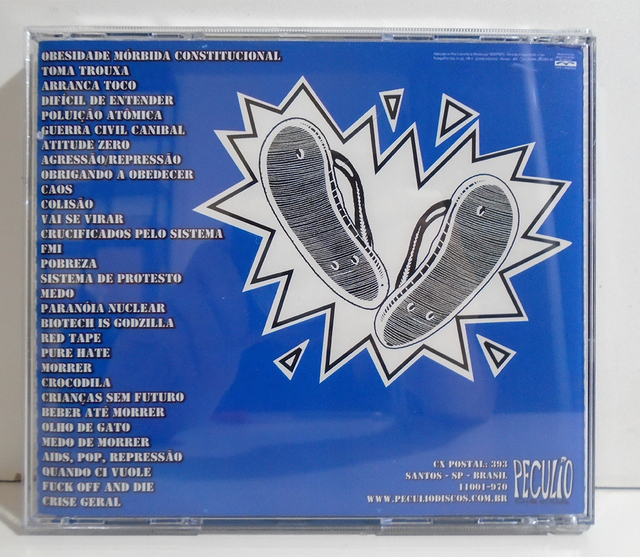 OBESIDADE MÓRBIDA CONSTITUCIONAL
TOMA TROUXA
ARRANCA TOCO
DIFÍCIL DE ENTENDER
POLUIÇÃO ATÔMICA
GUERRA CIVIL CANIBAL
ATITUDE ZERO
AGRESSÃO/REPRESSÃO
OBRIGANDO A OBEDECER
CAOS
COLISÃO
VAI SE VIRAR
CRUCIFICADOS PELO SISTEMA
FMI
POBREZA
SISTEMA DE PROTESTO
MEDO
PARANÓIA NUCLEAR
BIOTECH IS GODZILLA
RED TAPE
PURE HATE
MORRER
CROCODILA
CRIANÇAS SEM FUTURO
BEBER ATÉ MORRER
OLHO DE GATO
MEDO DE MORRER
AIDS, POP, REPRESSÃO
QUANDO CI VUOLE
FUCK OFF AND DIE
CRISE GERAL
CX POSTAL: 393
SANTOS - SP - BRASIL
11001-970
WWW.PECULIODISCOS.COM.BR
PECULIO